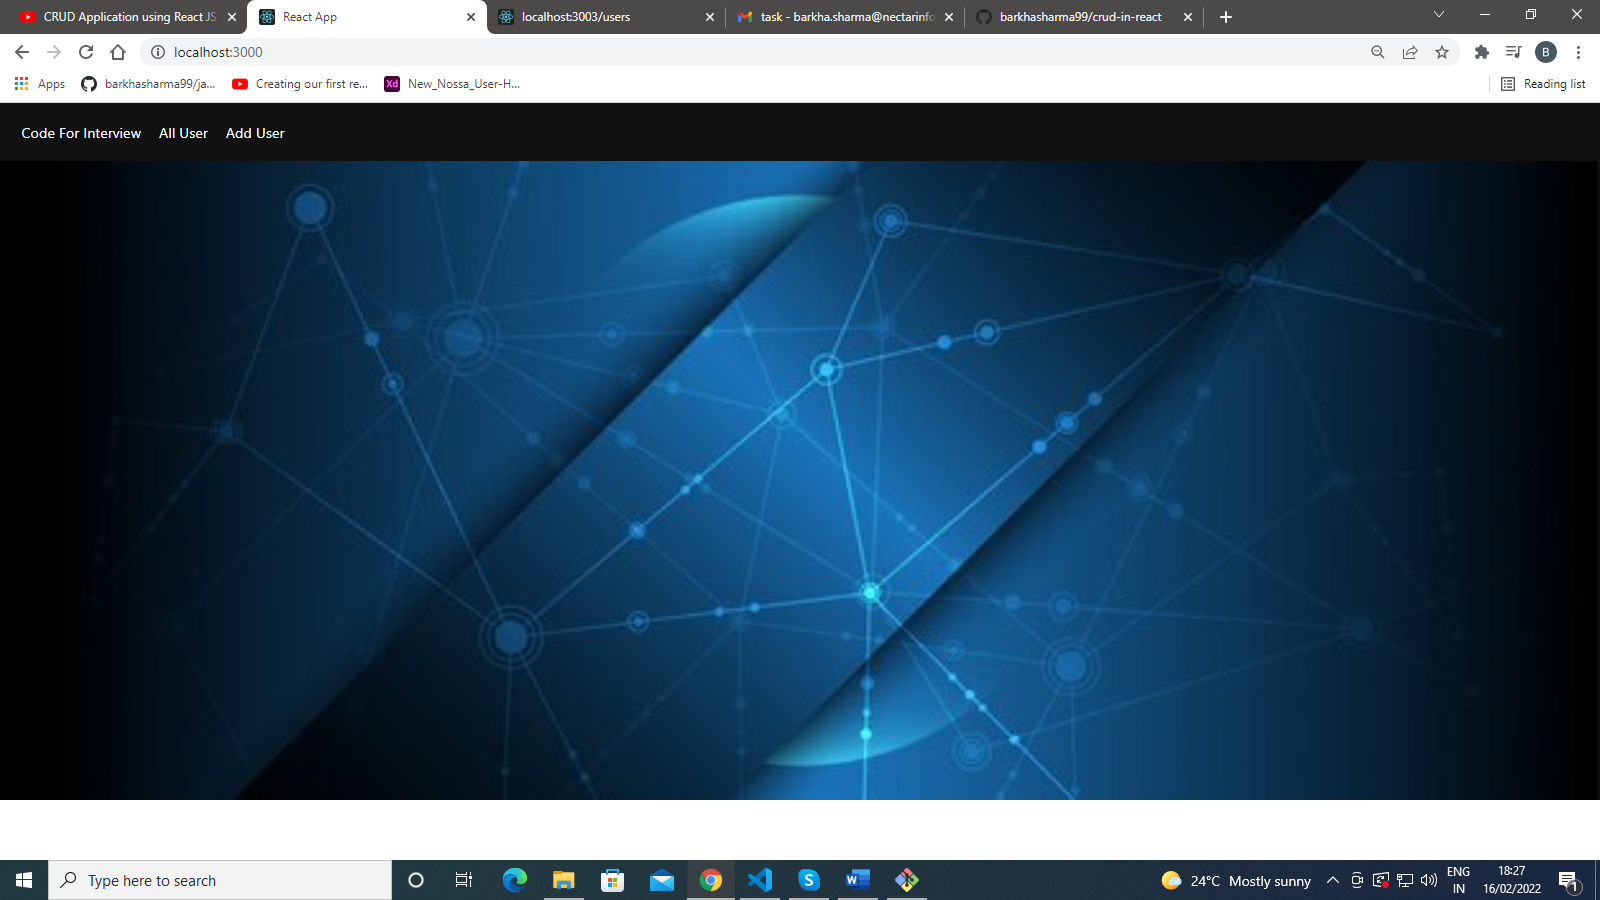 CRUD Application using React JS
React App
localhost:3003/users
task - barkha.sharma@nectarinfo
barkhasharma99/crud-in-react
localhost:3000
B
Apps
barkhasharma99/ja...
Creating our first re...
Xd
New_Nossa_User-H...
Reading list
Code For Interview
All User
Add User
Type here to search
24°C Mostly sunny
ENG
IN
18:27
16/02/2022
1